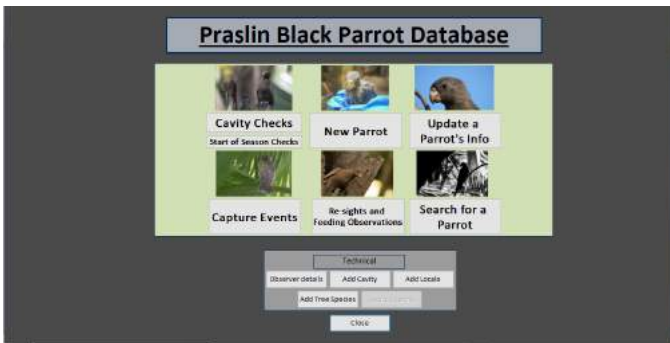 Praslin Black Parrot Database
Cavity Checks
Start of Season Checks
New Parrot
Update a
Parrot's Info
Capture Events
Re-sights and
Feeding Observations
Search for a
Parrot
Technical
Observer details
Add Cavity
Add Locale
Add Tree Species
Close